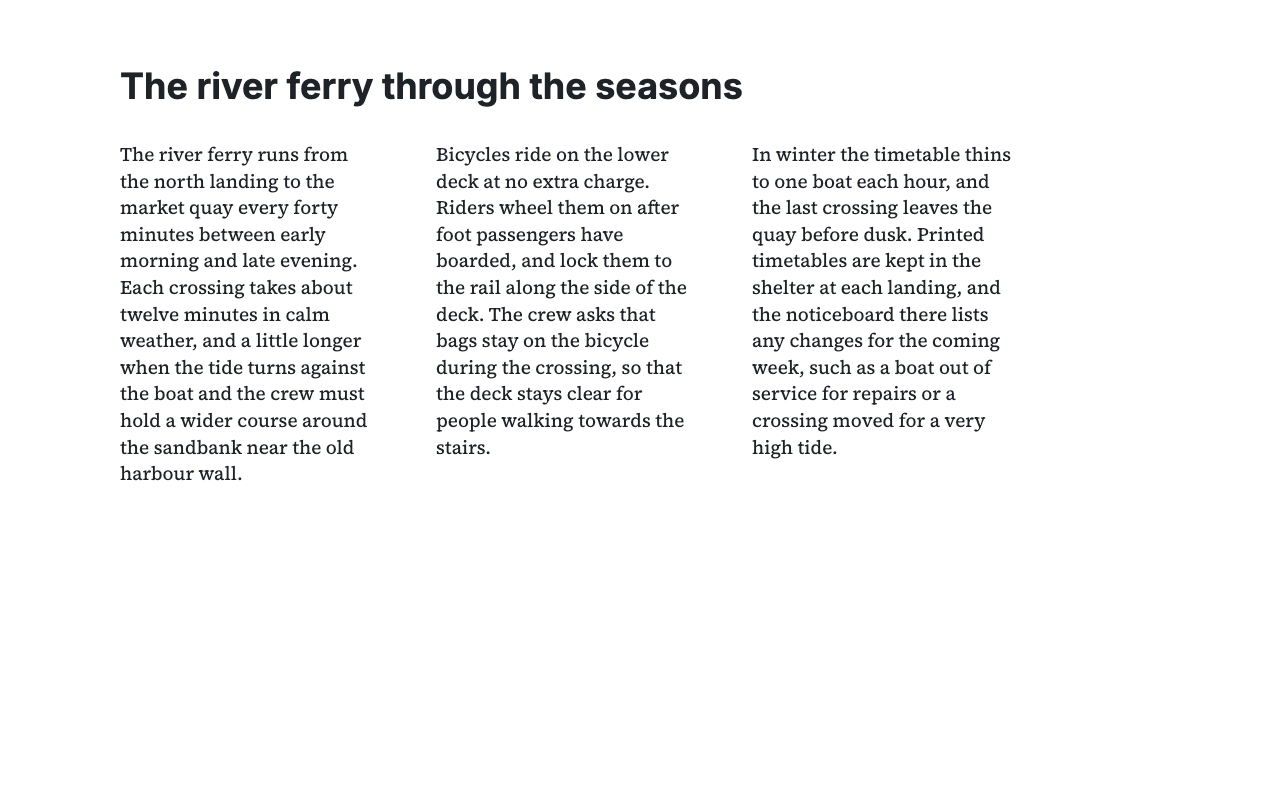 The river ferry through the seasons
The river ferry runs from
the north landing to the
market quay every forty
minutes between early
morning and late evening.
Each crossing takes about
twelve minutes in calm
weather, and a little longer
when the tide turns against
the boat and the crew must
hold a wider course around
the sandbank near the old
harbour wall.
Bicycles ride on the lower
deck at no extra charge.
Riders wheel them on after
foot passengers have
boarded, and lock them to
the rail along the side of the
deck. The crew asks that
bags stay on the bicycle
during the crossing, so that
the deck stays clear for
people walking towards the
stairs.
In winter the timetable thins
to one boat each hour, and
the last crossing leaves the
quay before dusk. Printed
timetables are kept in the
shelter at each landing, and
the noticeboard there lists
any changes for the coming
week, such as a boat out of
service for repairs or a
crossing moved for a very
high tide.